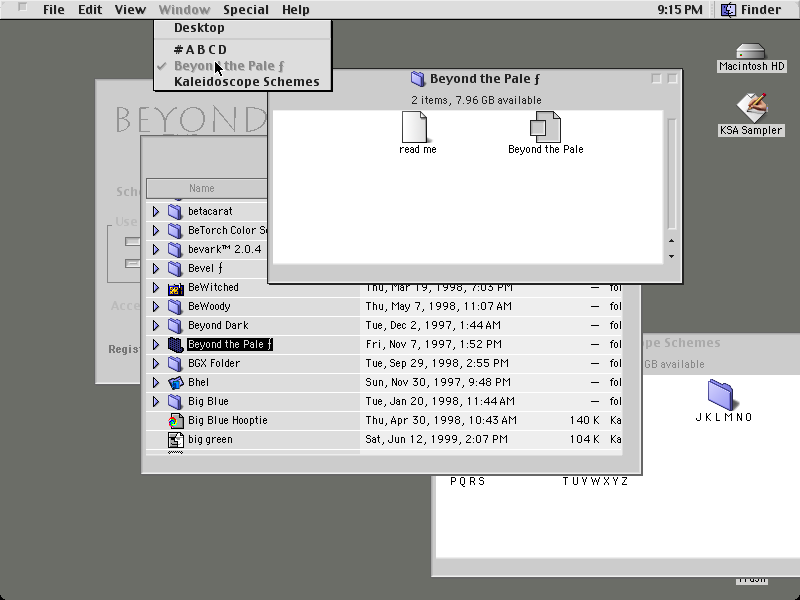 File Edit View Window Special Help 9:15 PM Finder
Desktop
# A B C D
✓ Beyond the Pale ƒ
Kaleidoscope Schemes
Macintosh HD
KSA Sampler
Beyond the Pale ƒ
2 items, 7.96 GB available
read me
Beyond the Pale
BEYOND
Sch
Use
Acce
Regist
Name
betacarat
BeTorch Color S
bevark™ 2.0.4
Bevel ƒ
BeWitched Thu, Mar 19, 1998, 7:03 PM — fol
BeWoody Thu, May 7, 1998, 11:07 AM — fol
Beyond Dark Tue, Dec 2, 1997, 1:44 AM — fol
Beyond the Pale ƒ Fri, Nov 7, 1997, 1:52 PM — fol
BGX Folder Tue, Sep 29, 1998, 2:55 PM — fol
Bhel Sun, Nov 30, 1997, 9:48 PM — fol
Big Blue Tue, Jan 20, 1998, 11:44 AM — fol
Big Blue Hooptie Thu, Apr 30, 1998, 10:43 AM 140 K Ka
big green Sat, Jun 12, 1999, 2:07 PM 104 K Ka
pe Schemes
GB available
J K L M N O
P Q R S
T U V W X Y Z
Trash